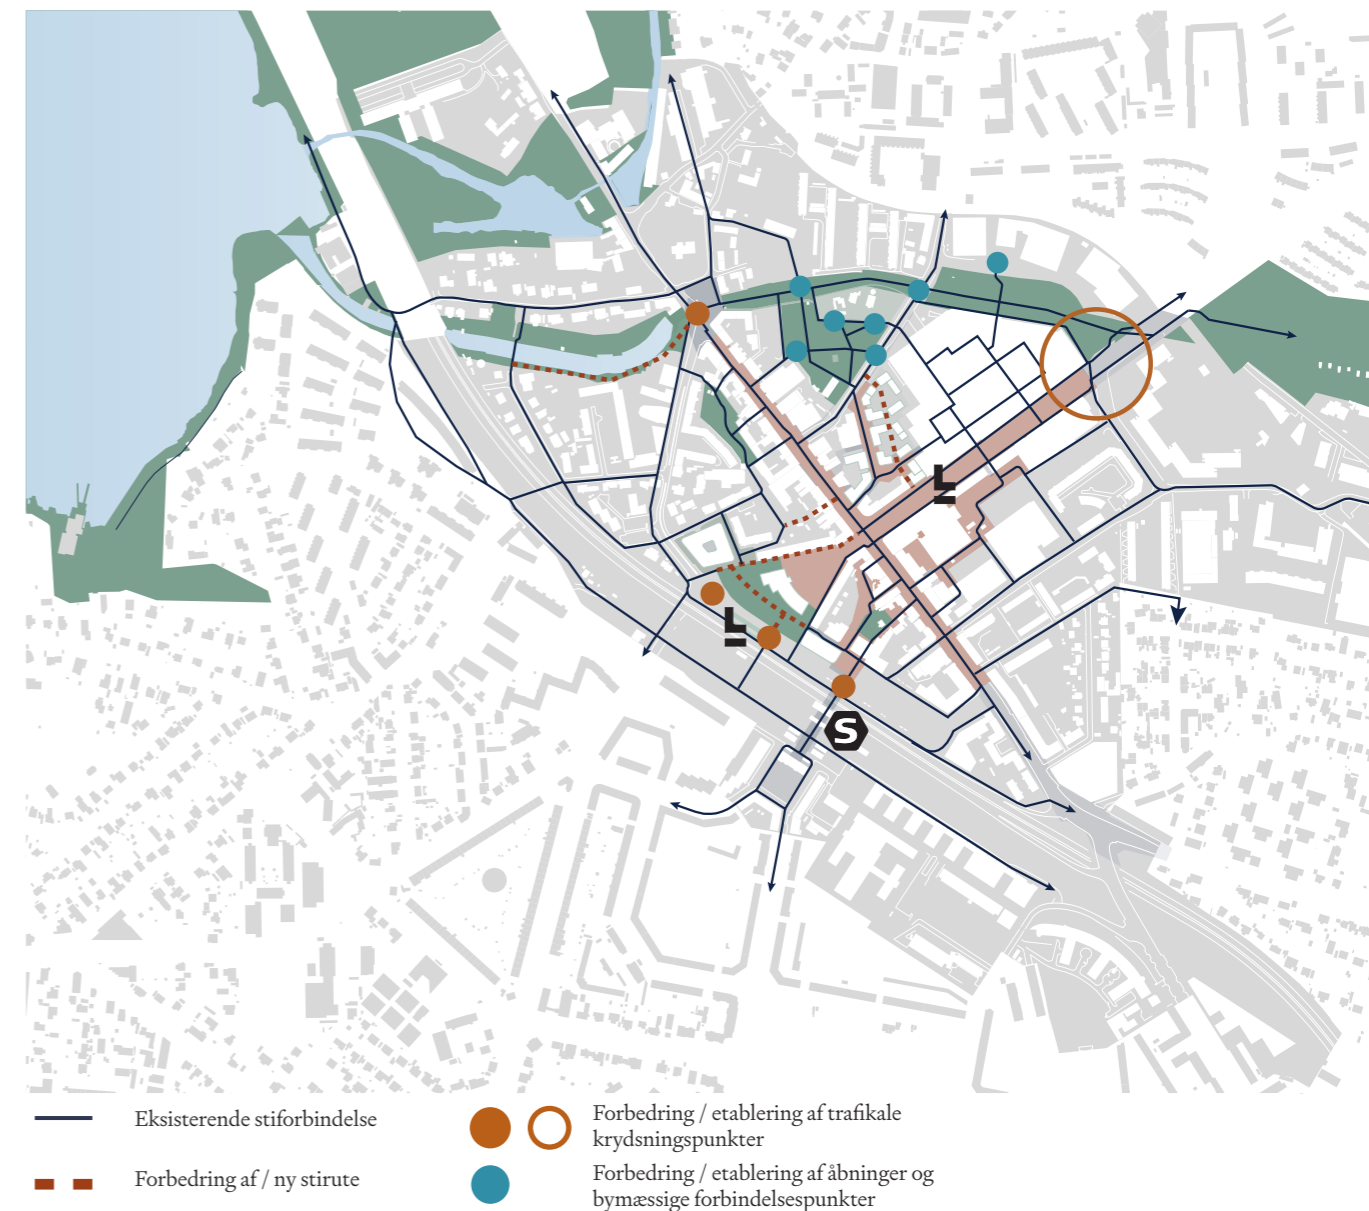 L
L
S
Eksisterende stiforbindelse
Forbedring af / ny stirute
Forbedring / etablering af trafikale
krydsningspunkter
Forbedring / etablering af åbninger og
bymæssige forbindelsespunkter